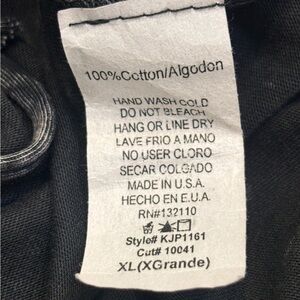 100%Cotton/Algodon
HAND WASH COLD
DO NOT BLEACH
HANG OR LINE DRY
LAVE FRIO A MANO
NO USER CLORO
SECAR COLGADO
MADE IN U.S.A.
HECHO EN E.U.A.
RN#132110
Style# KJP1161
Cut# 10041
XL(XGrande)